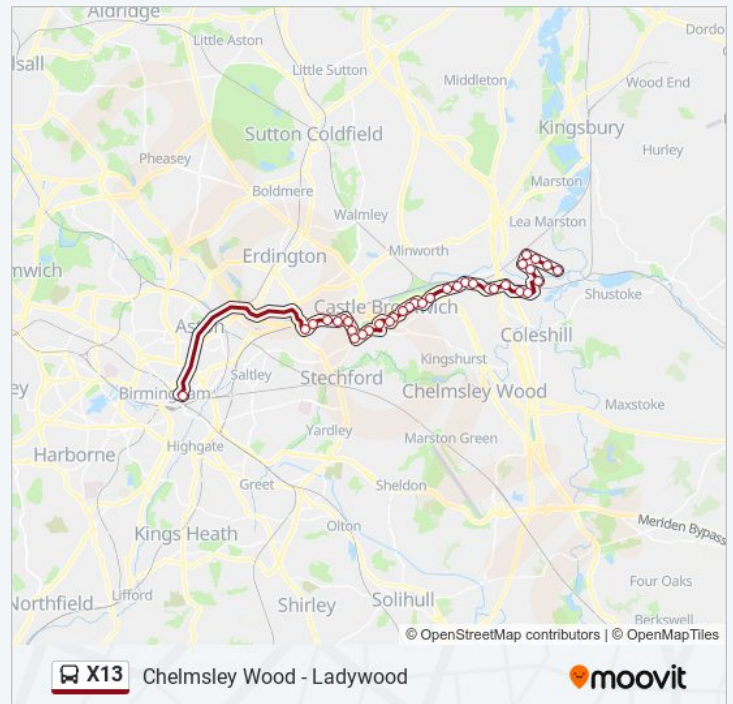 Aldridge
Little Aston
Dordo
lsall
Little Sutton
Middleton
Wood End
Sutton Coldfield
Kingsbury
Pheasey
Hurley
Boldmere
Marston
Walmley
Lea Marston
Erdington
Minworth
mwich
Shustoke
Castle Bromwich
Aston
Coleshill
Kingshurst
Saltley
Stechford
ey
Birmingham
Chelmsley Wood
Maxstoke
Yardley
Highgate
Marston Green
Harborne
Greet
Sheldon
Olton
Meriden Bypass
Kings Heath
Four Oaks
Northfield
Lifford
Shirley
Solihull
Berkswell
© OpenStreetMap contributors | © OpenMapTiles
X13 Chelmsley Wood - Ladywood
moovit